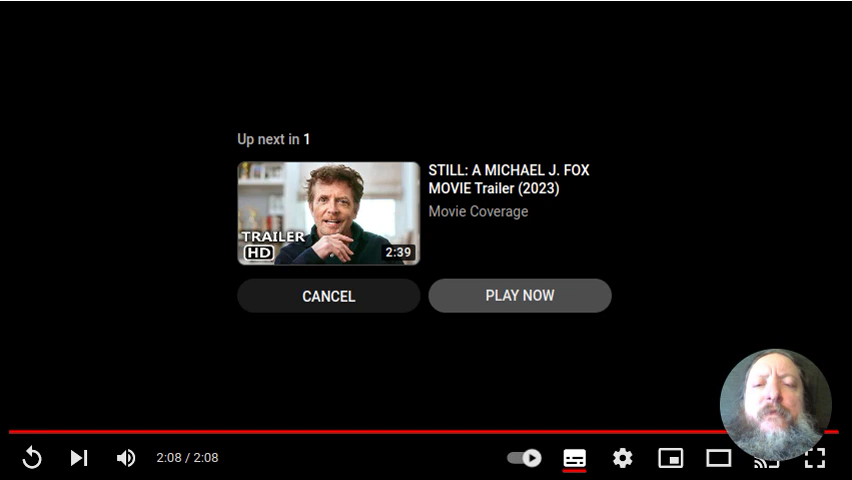 Up next in 1
STILL: A MICHAEL J. FOX
MOVIE Trailer (2023)
Movie Coverage
TRAILER
HD
2:39
CANCEL
PLAY NOW
2:08 / 2:08